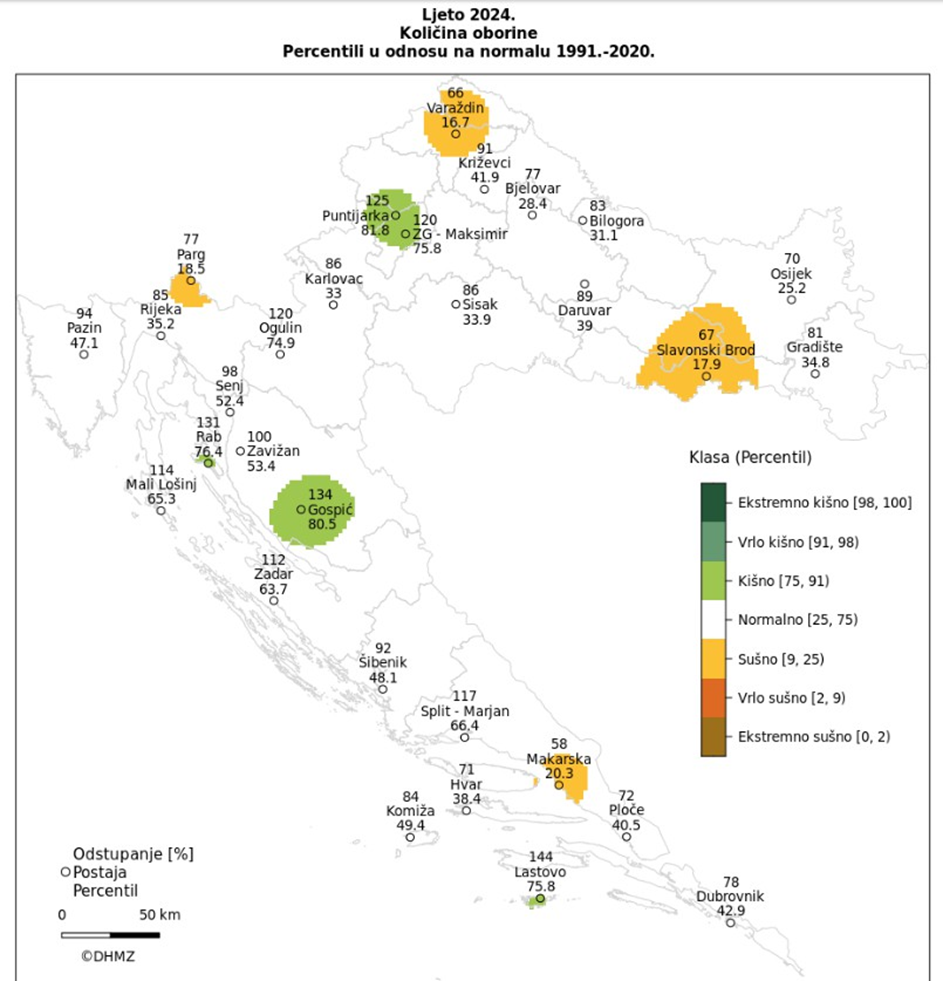 Ljeto 2024.
Količina oborine
Percentili u odnosu na normalu 1991.-2020.
66
Varaždin
16.7
91
Križevci
41.9
77
Bjelovar
28.4
125
Puntijarka
81.8
120
ZG - Maksimir
75.8
83
Bilogora
31.1
77
Parg
18.5
86
Karlovac
33
70
Osijek
25.2
85
Rijeka
35.2
86
Sisak
33.9
89
Daruvar
39
94
Pazin
47.1
120
Ogulin
74.9
67
Slavonski Brod
17.9
81
Gradište
34.8
98
Senj
52.4
131
Rab
76.4
100
Zavižan
53.4
114
Mali Lošinj
65.3
134
Gospić
80.5
112
Zadar
63.7
92
Šibenik
48.1
117
Split - Marjan
66.4
58
Makarska
20.3
71
Hvar
38.4
84
Komiža
49.4
72
Ploče
40.5
144
Lastovo
75.8
78
Dubrovnik
42.9
Klasa (Percentil)
Ekstremno kišno [98, 100]
Vrlo kišno [91, 98)
Kišno [75, 91)
Normalno [25, 75)
Sušno [9, 25)
Vrlo sušno [2, 9)
Ekstremno sušno [0, 2)
Odstupanje [%]
Postaja
Percentil
0 50 km
©DHMZ